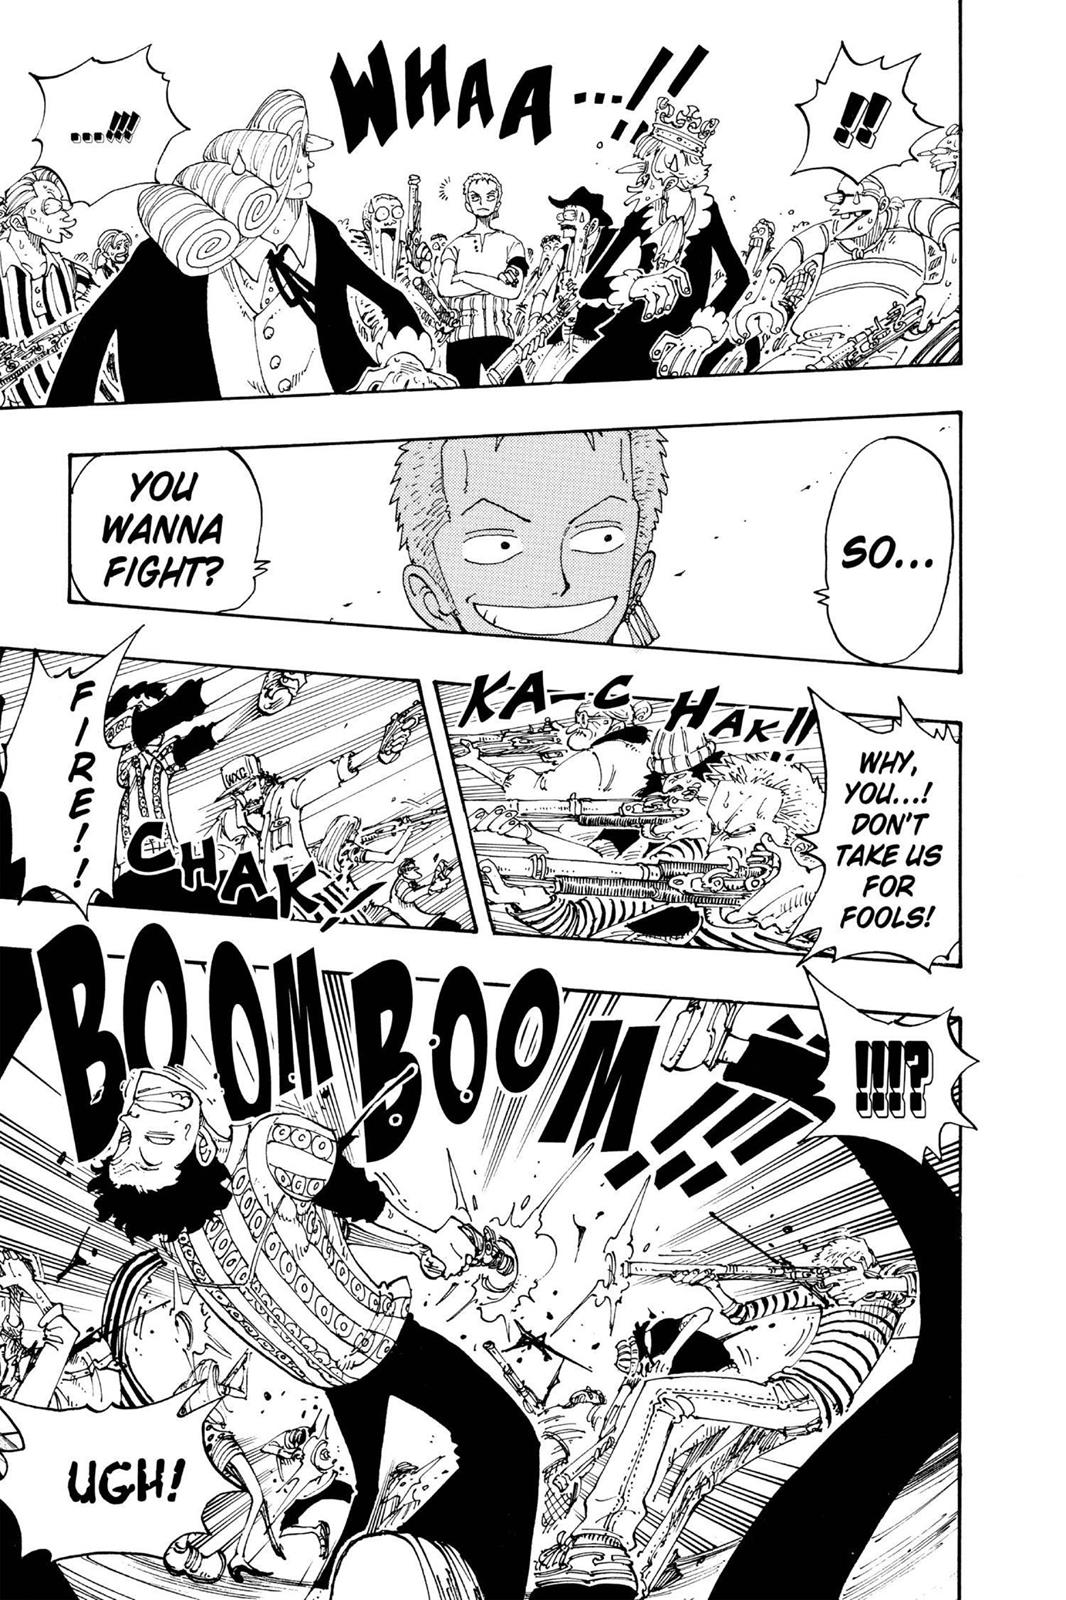 !!
WHAA...!!
...!!!
SO...
YOU
WANNA
FIGHT?
WHY,
YOU...!
DON'T
TAKE US
FOR
FOOLS!
KA-CHAK!!
FIRE!!
CHAK!!!
!!!?
BOOM BOOM!!!
UGH!